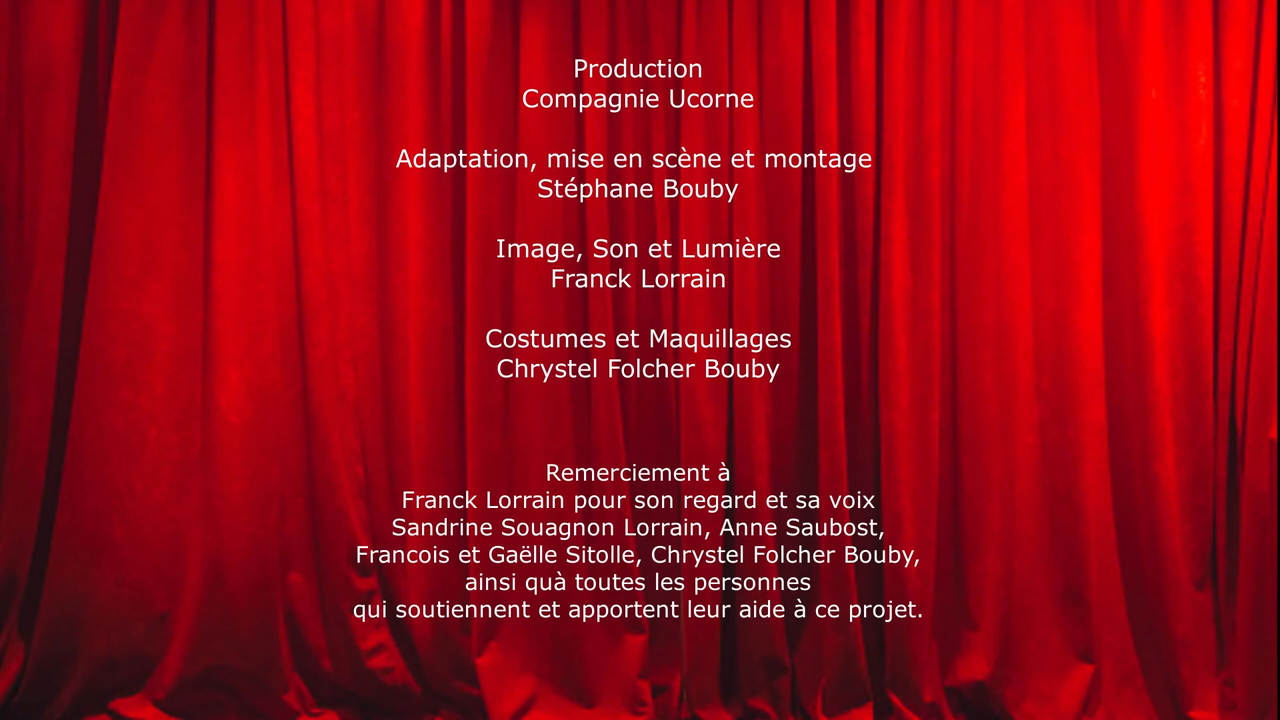 Production
Compagnie Ucorne
Adaptation, mise en scène et montage
Stéphane Bouby
Image, Son et Lumière
Franck Lorrain
Costumes et Maquillages
Chrystel Folcher Bouby
Remerciement à
Franck Lorrain pour son regard et sa voix
Sandrine Souagnon Lorrain, Anne Saubost,
Francois et Gaëlle Sitolle, Chrystel Folcher Bouby,
ainsi quà toutes les personnes
qui soutiennent et apportent leur aide à ce projet.